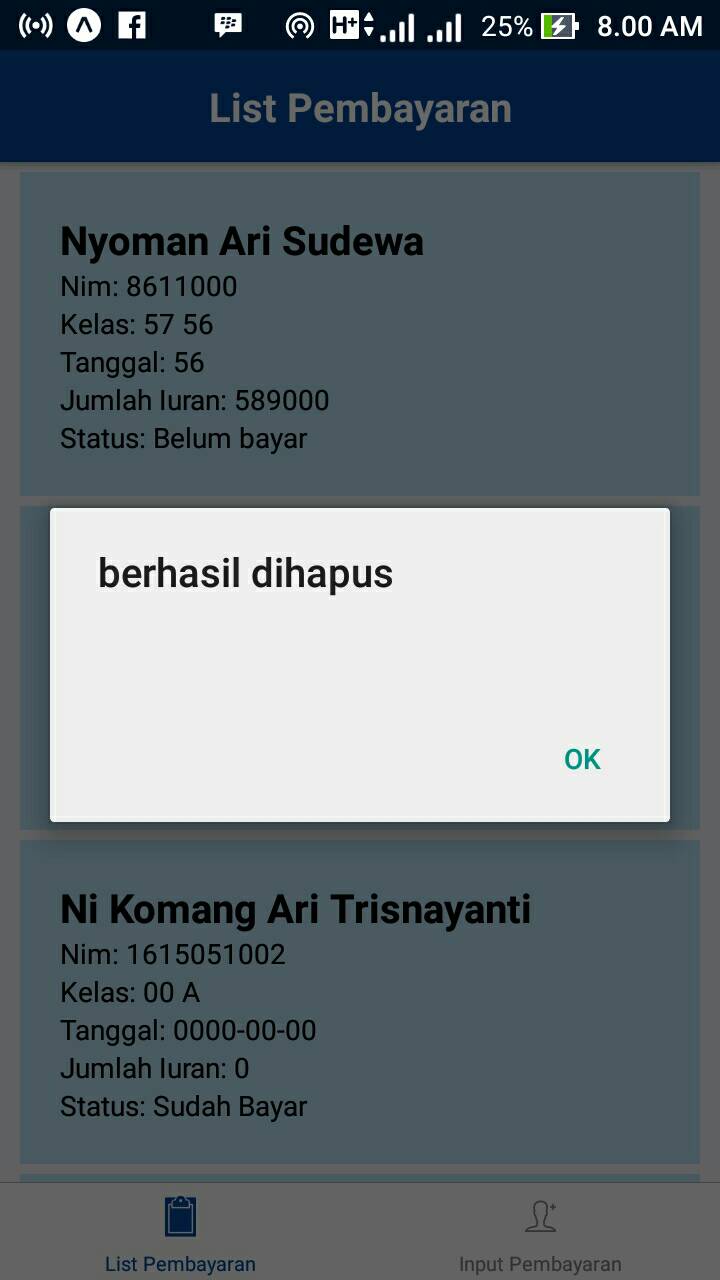 25% 8.00 AM
List Pembayaran
Nyoman Ari Sudewa
Nim: 8611000
Kelas: 57 56
Tanggal: 56
Jumlah Iuran: 589000
Status: Belum bayar
berhasil dihapus
OK
Ni Komang Ari Trisnayanti
Nim: 1615051002
Kelas: 00 A
Tanggal: 0000-00-00
Jumlah Iuran: 0
Status: Sudah Bayar
List Pembayaran Input Pembayaran